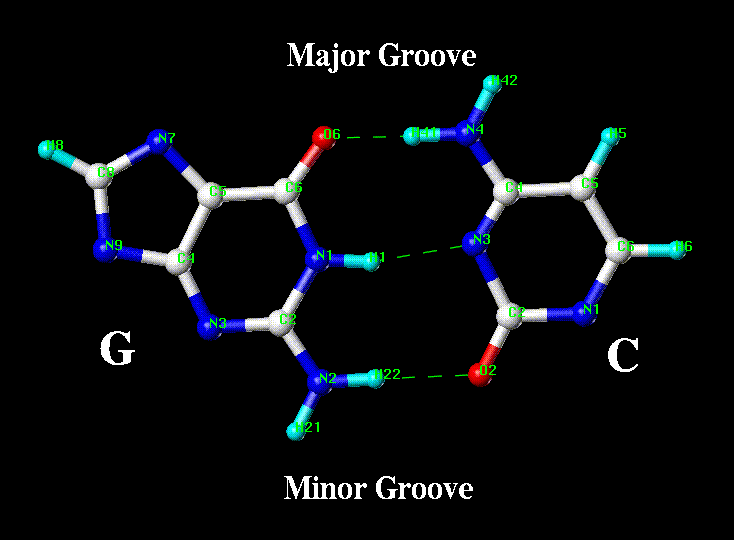 Major Groove
H42
O6 H41 N4
H8 N7 H5
C8 C5 C6 C4 C5
N9 C4 N1 H1 N3 C6 H6
N3 C2 C2 N1
G C
N2 H22 O2
H21
Minor Groove